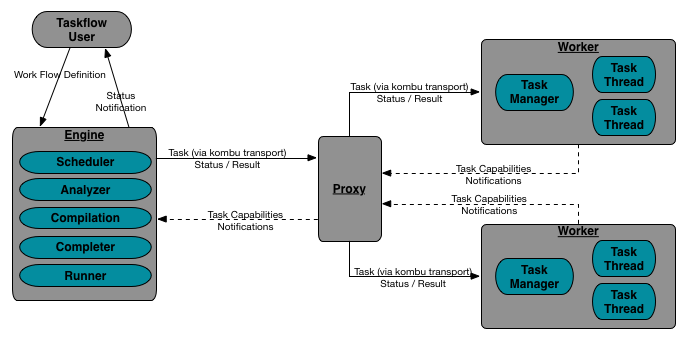 Taskflow
User
Work Flow Definition
Status
Notification
Engine
Scheduler
Analyzer
Compilation
Completer
Runner
Task (via kombu transport)
Status / Result
Task Capabilities
Notifications
Proxy
Task (via kombu transport)
Status / Result
Task Capabilities
Notifications
Task Capabilities
Notifications
Task (via kombu transport)
Status / Result
Worker
Task
Manager
Task
Thread
Task
Thread
Worker
Task
Manager
Task
Thread
Task
Thread